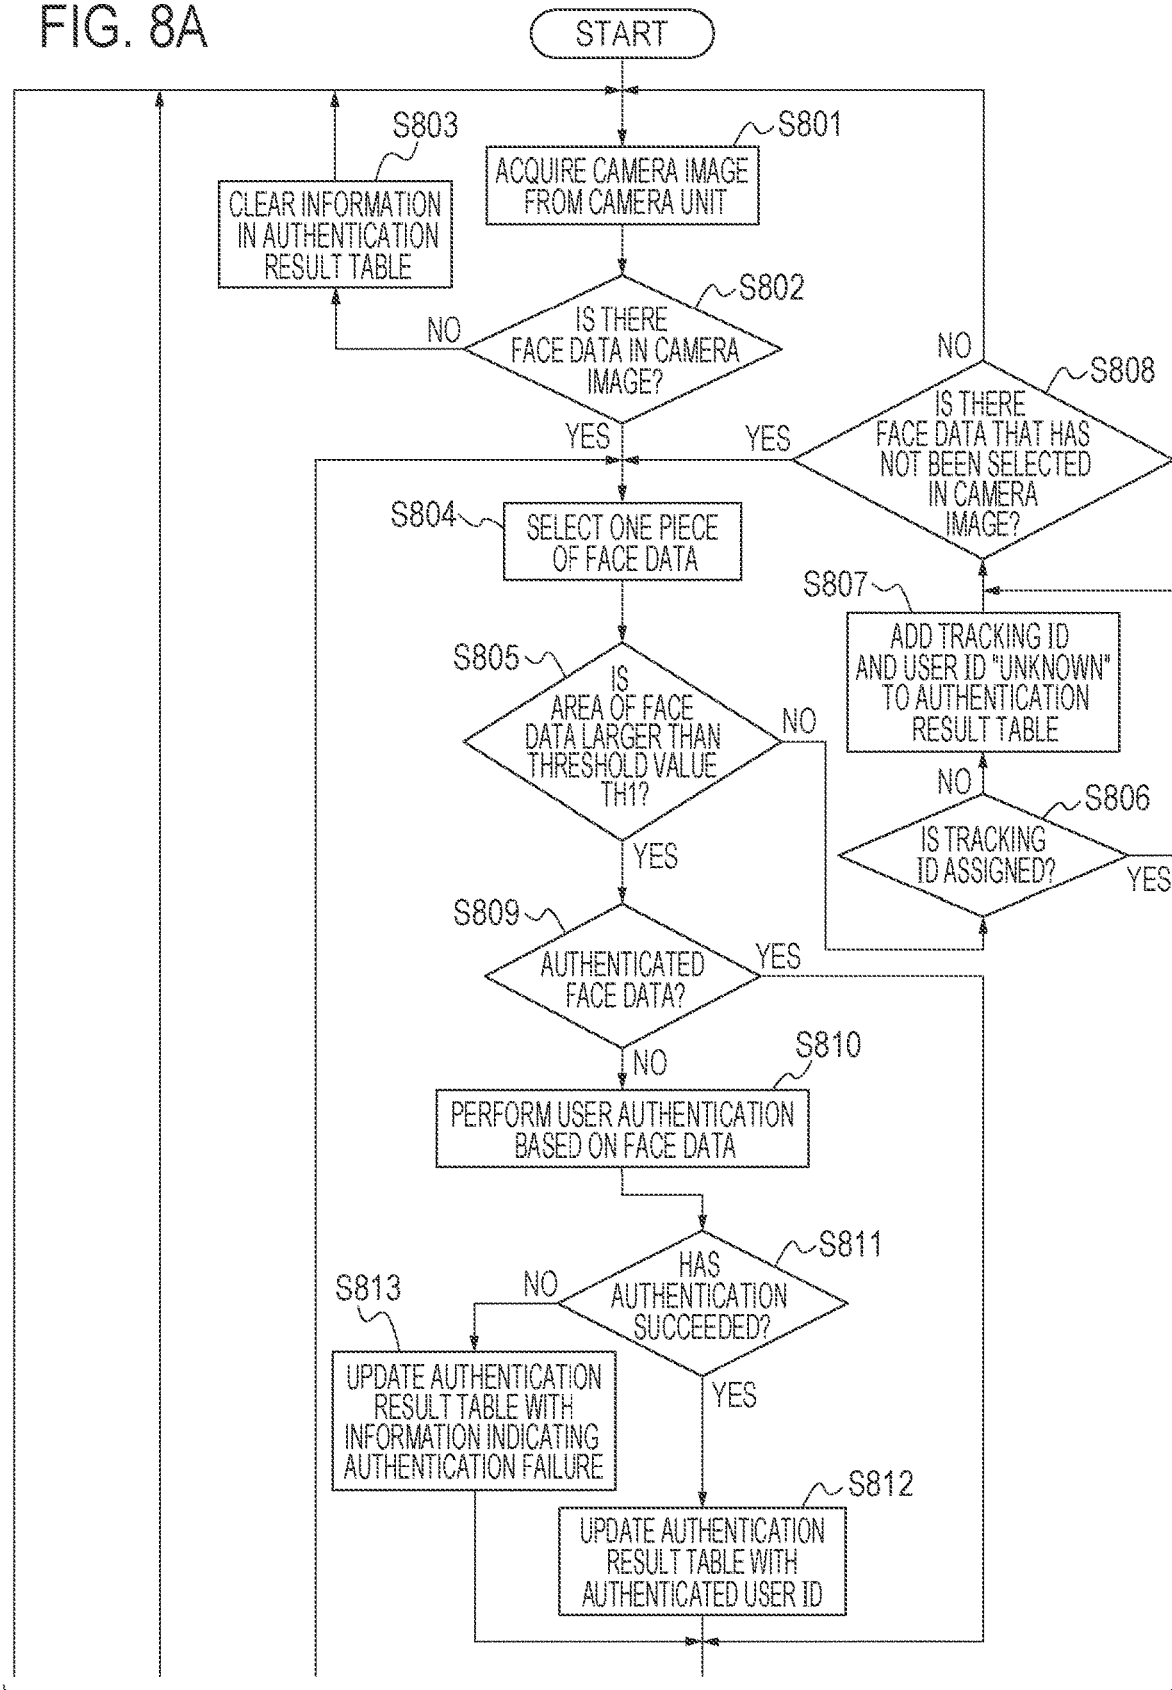 FIG. 8A
START
S801
ACQUIRE CAMERA IMAGE
FROM CAMERA UNIT
S803
CLEAR INFORMATION
IN AUTHENTICATION
RESULT TABLE
S802
IS THERE
FACE DATA IN CAMERA
IMAGE?
NO
YES
S808
IS THERE
FACE DATA THAT HAS
NOT BEEN SELECTED
IN CAMERA
IMAGE?
NO
YES
S804
SELECT ONE PIECE
OF FACE DATA
S807
ADD TRACKING ID
AND USER ID "UNKNOWN"
TO AUTHENTICATION
RESULT TABLE
S805
IS
AREA OF FACE
DATA LARGER THAN
THRESHOLD VALUE
TH1?
NO
YES
NO
S806
IS TRACKING
ID ASSIGNED?
YES
S809
AUTHENTICATED
FACE DATA?
YES
NO
S810
PERFORM USER AUTHENTICATION
BASED ON FACE DATA
S811
HAS
AUTHENTICATION
SUCCEEDED?
NO
YES
S813
UPDATE AUTHENTICATION
RESULT TABLE WITH
INFORMATION INDICATING
AUTHENTICATION FAILURE
S812
UPDATE AUTHENTICATION
RESULT TABLE WITH
AUTHENTICATED USER ID